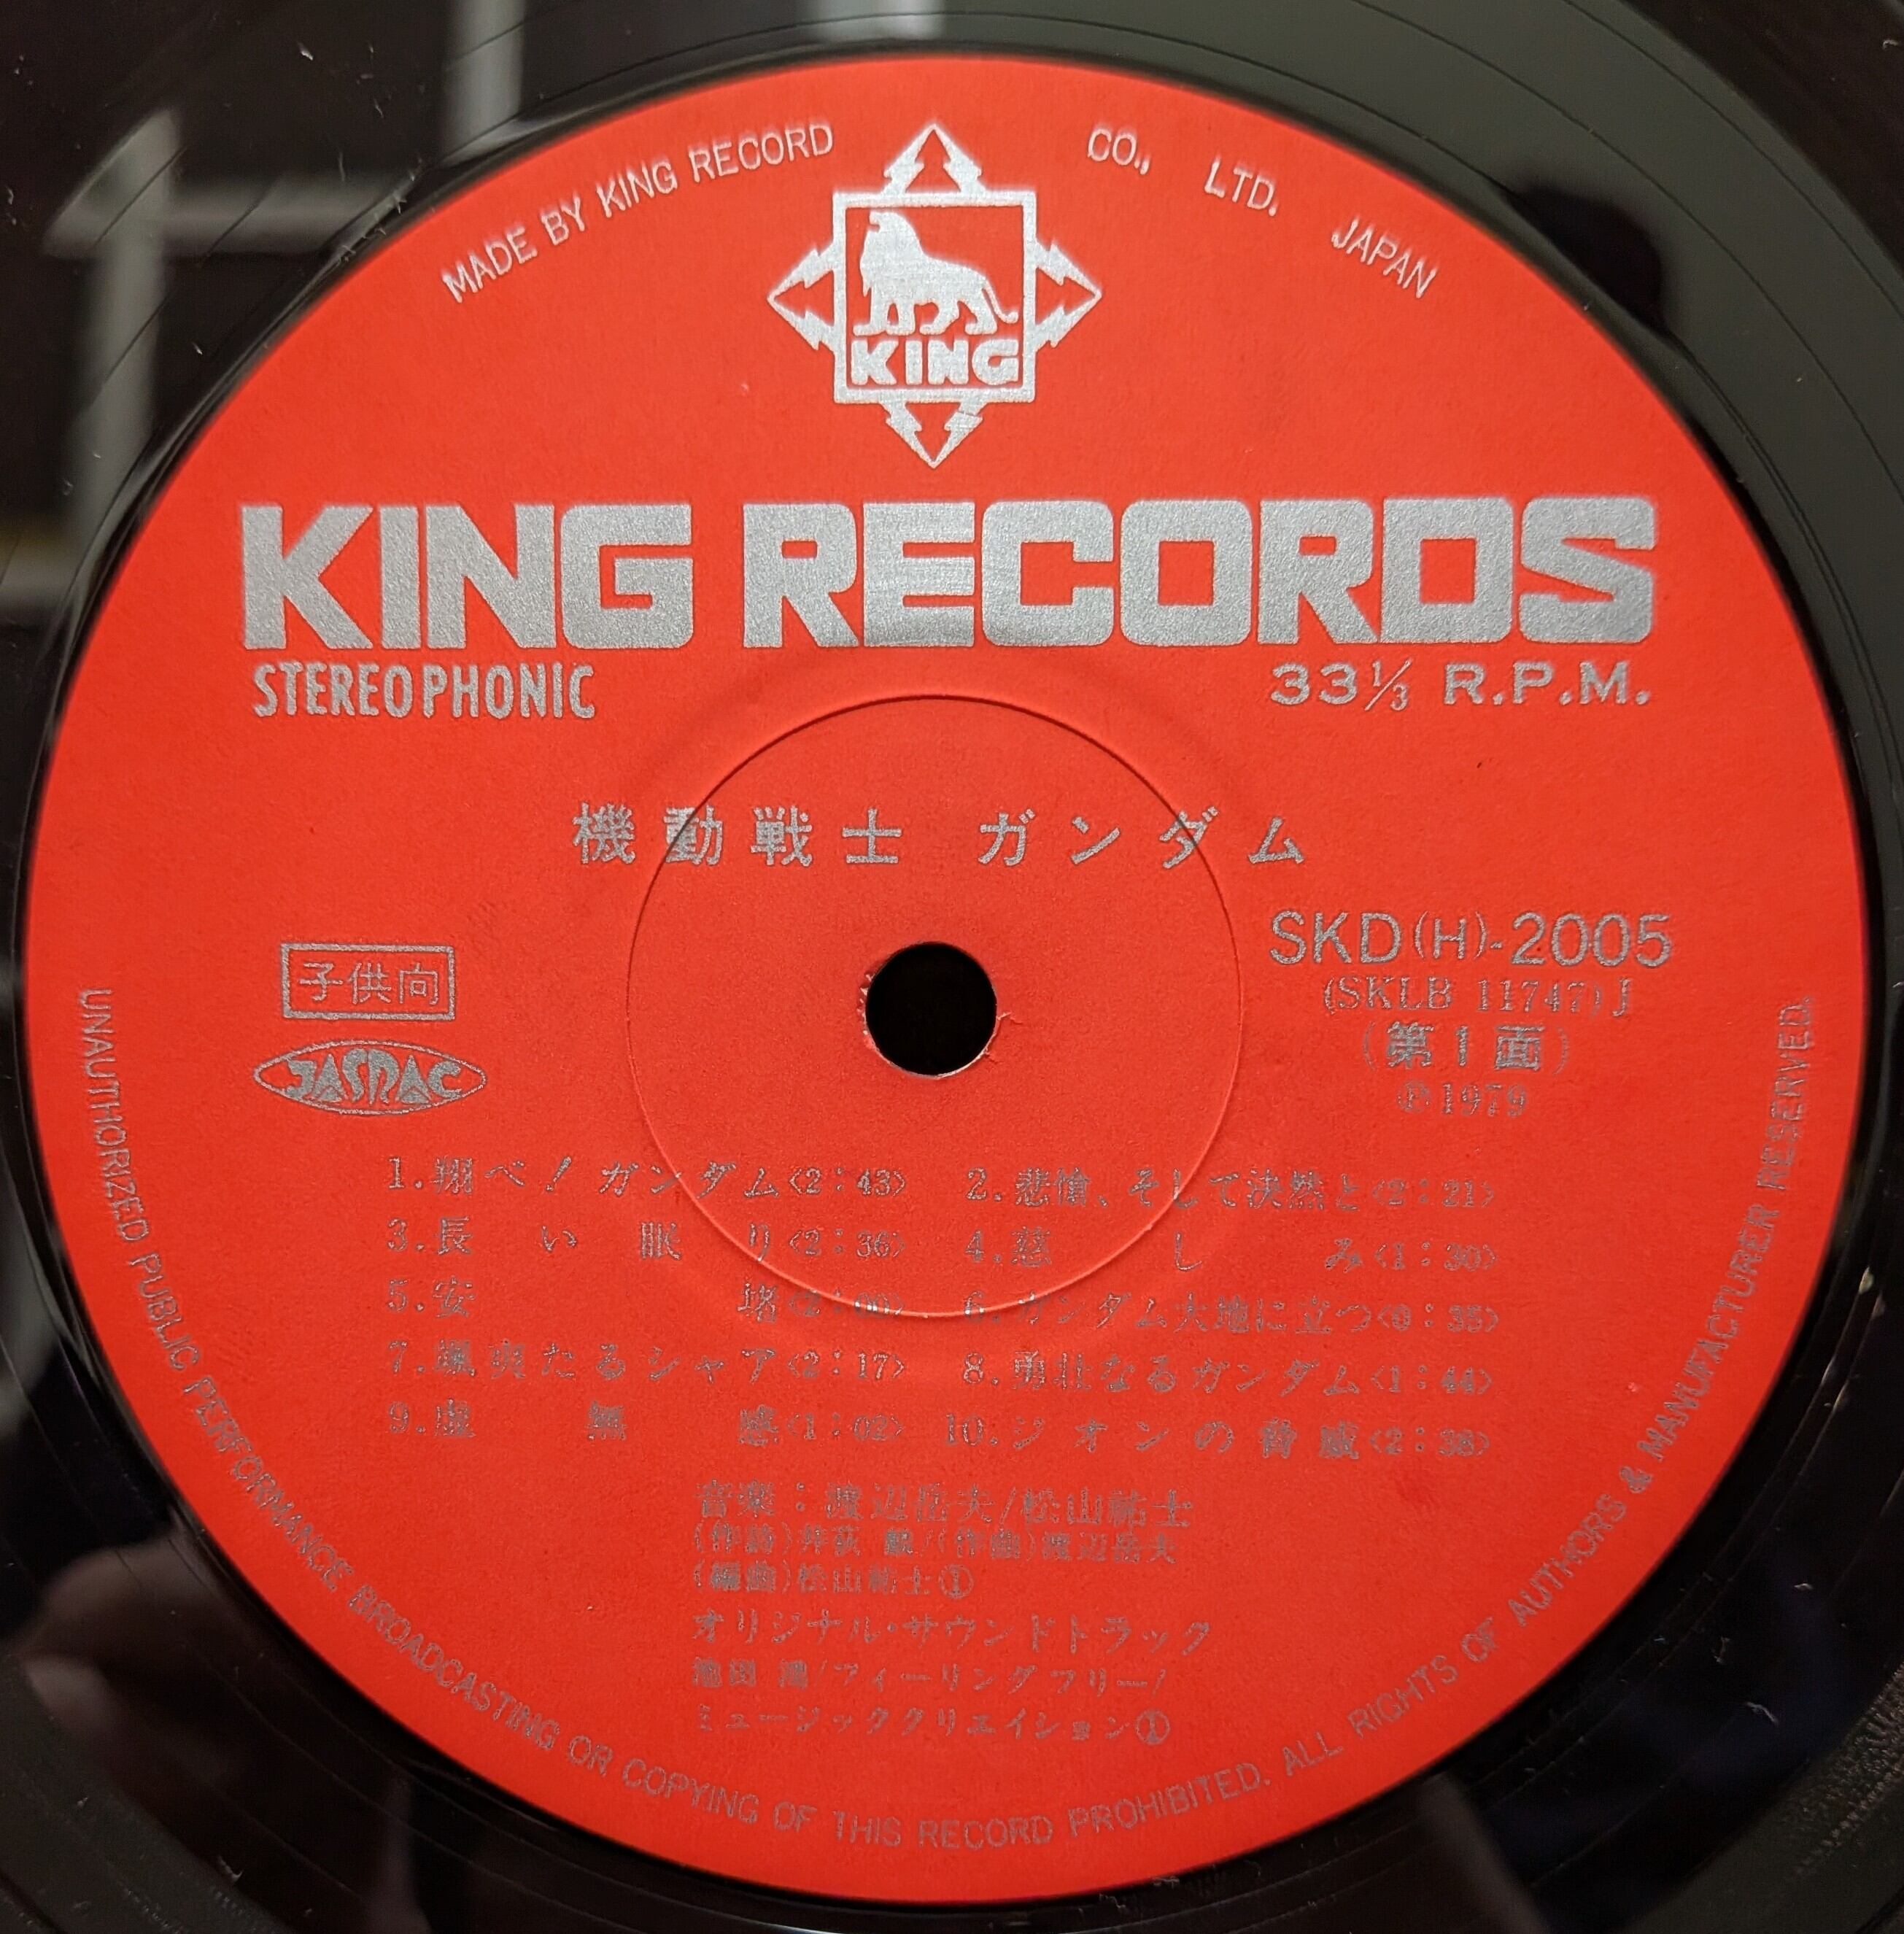 MADE BY KING RECORD CO., LTD. JAPAN
KING
KING RECORDS
STEREOPHONIC
33⅓ R.P.M.
機動戦士 ガンダム
SKD(H)-2005
(SKLB 11747)J
(第1面)
Ⓟ1979
子供向
JASRAC
1.翔べ!ガンダム<2:43>
2.悲愴、そして決然と<2:21>
3.長い眠り<2:36>
4.慈しみ<1:30>
5.安堵<2:00>
6.ガンダム大地に立つ<0:35>
7.颯爽たるシャア<2:17>
8.勇壮なるガンダム<1:44>
9.虚無感<1:02>
10.ジオンの脅威<2:38>
音楽:渡辺岳夫/松山祐士
(作詩)井荻 麟/(作曲)渡辺岳夫
(編曲)松山祐士①
オリジナル・サウンドトラック
池田 鴻/フィーリングフリー/
ミュージッククリエイション①
UNAUTHORIZED PUBLIC PERFORMANCE BROADCASTING OR COPYING OF THIS RECORD PROHIBITED. ALL RIGHTS OF AUTHORS & MANUFACTURER RESERVED.